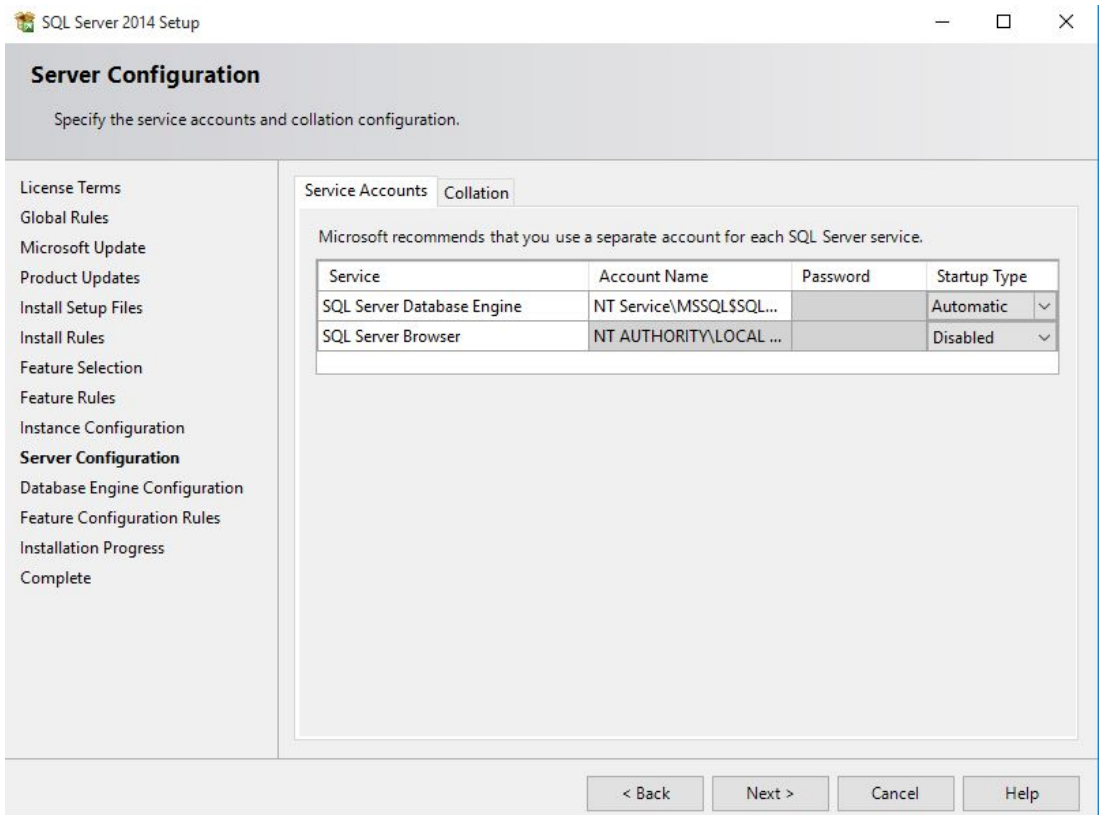 SQL Server 2014 Setup
Server Configuration
Specify the service accounts and collation configuration.
License Terms
Global Rules
Microsoft Update
Product Updates
Install Setup Files
Install Rules
Feature Selection
Feature Rules
Instance Configuration
Server Configuration
Database Engine Configuration
Feature Configuration Rules
Installation Progress
Complete
Service Accounts Collation
Microsoft recommends that you use a separate account for each SQL Server service.
Service Account Name Password Startup Type
SQL Server Database Engine NT Service\MSSQL$SQL... Automatic
SQL Server Browser NT AUTHORITY\LOCAL ... Disabled
< Back Next > Cancel Help